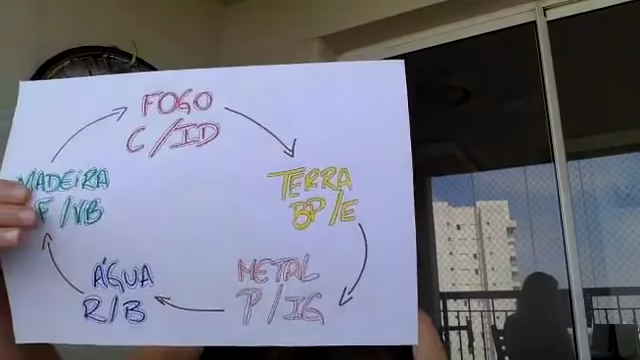 FOGO
C/ID
MADEIRA
F/VB
TERRA
BP/E
ÁGUA
R/B
METAL
P/IG